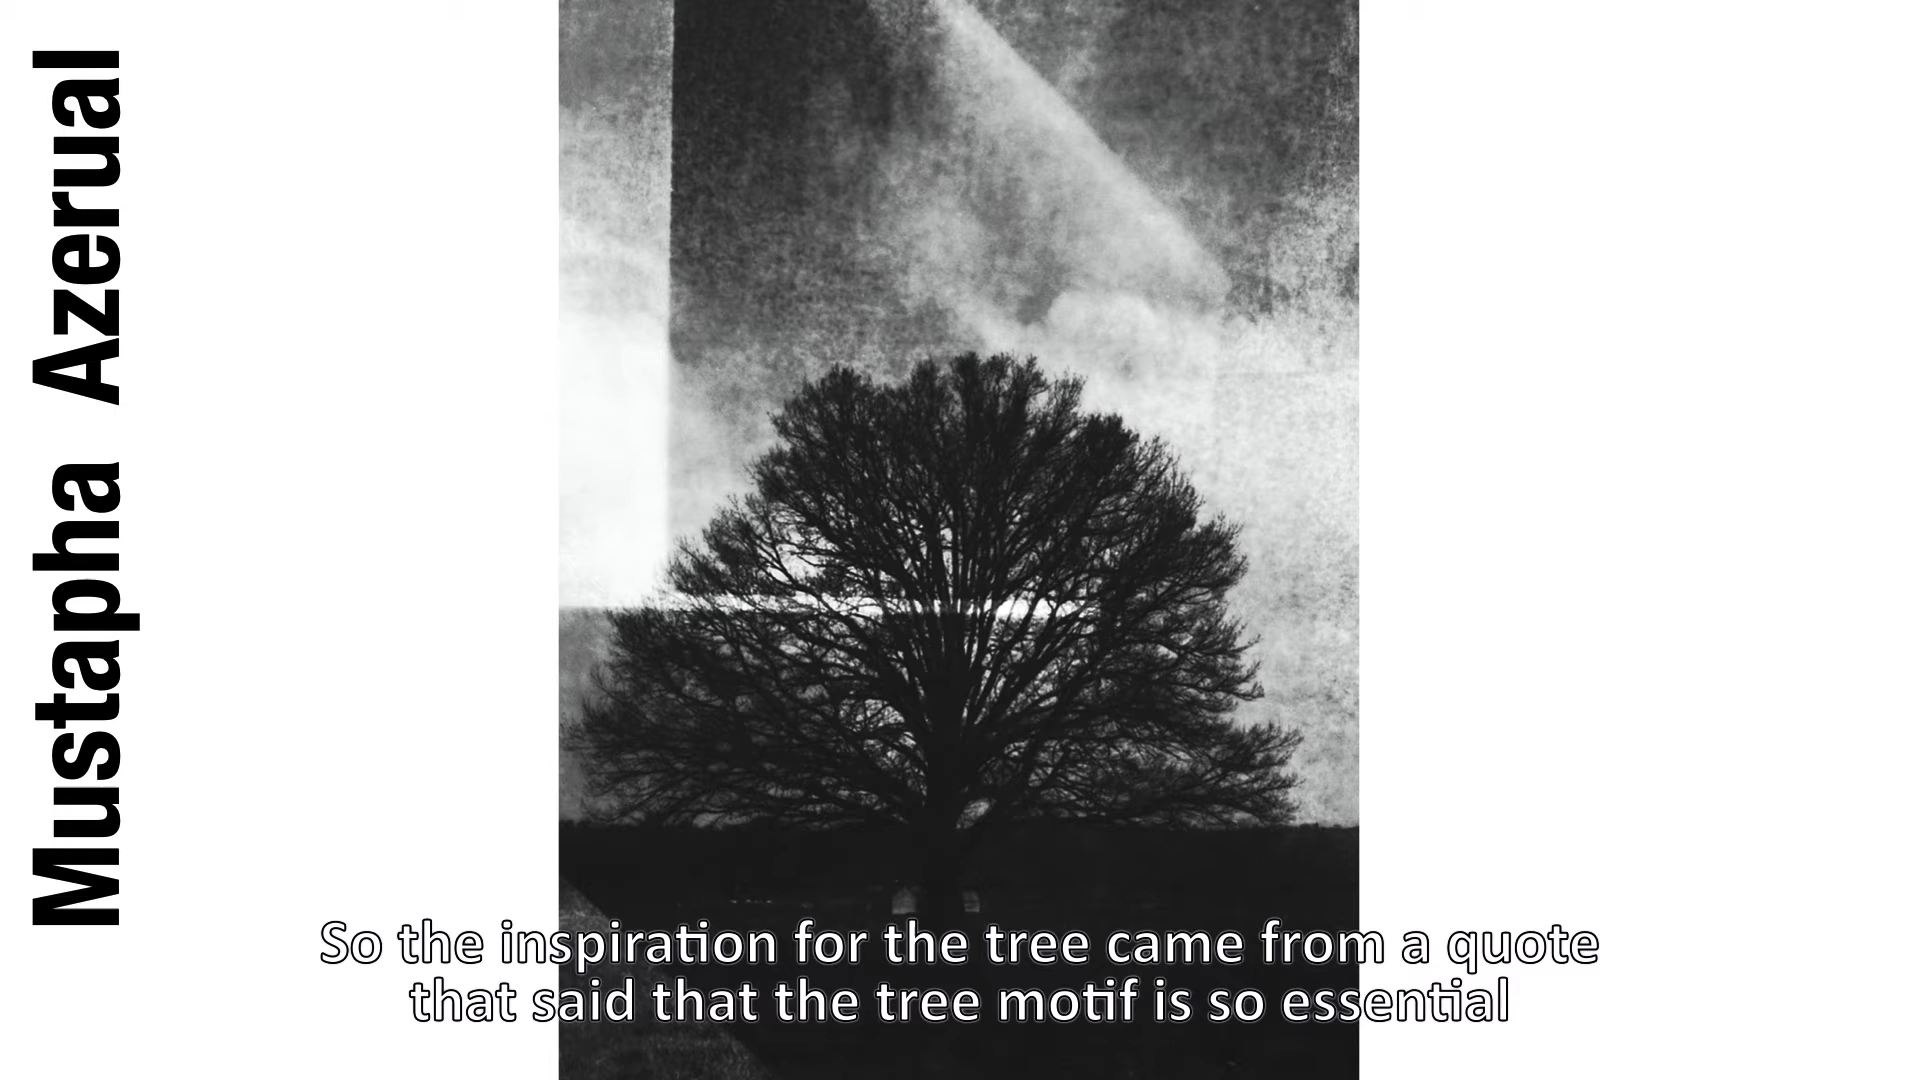 Mustapha Azerual
So the inspiration for the tree came from a quote
that said that the tree motif is so essential